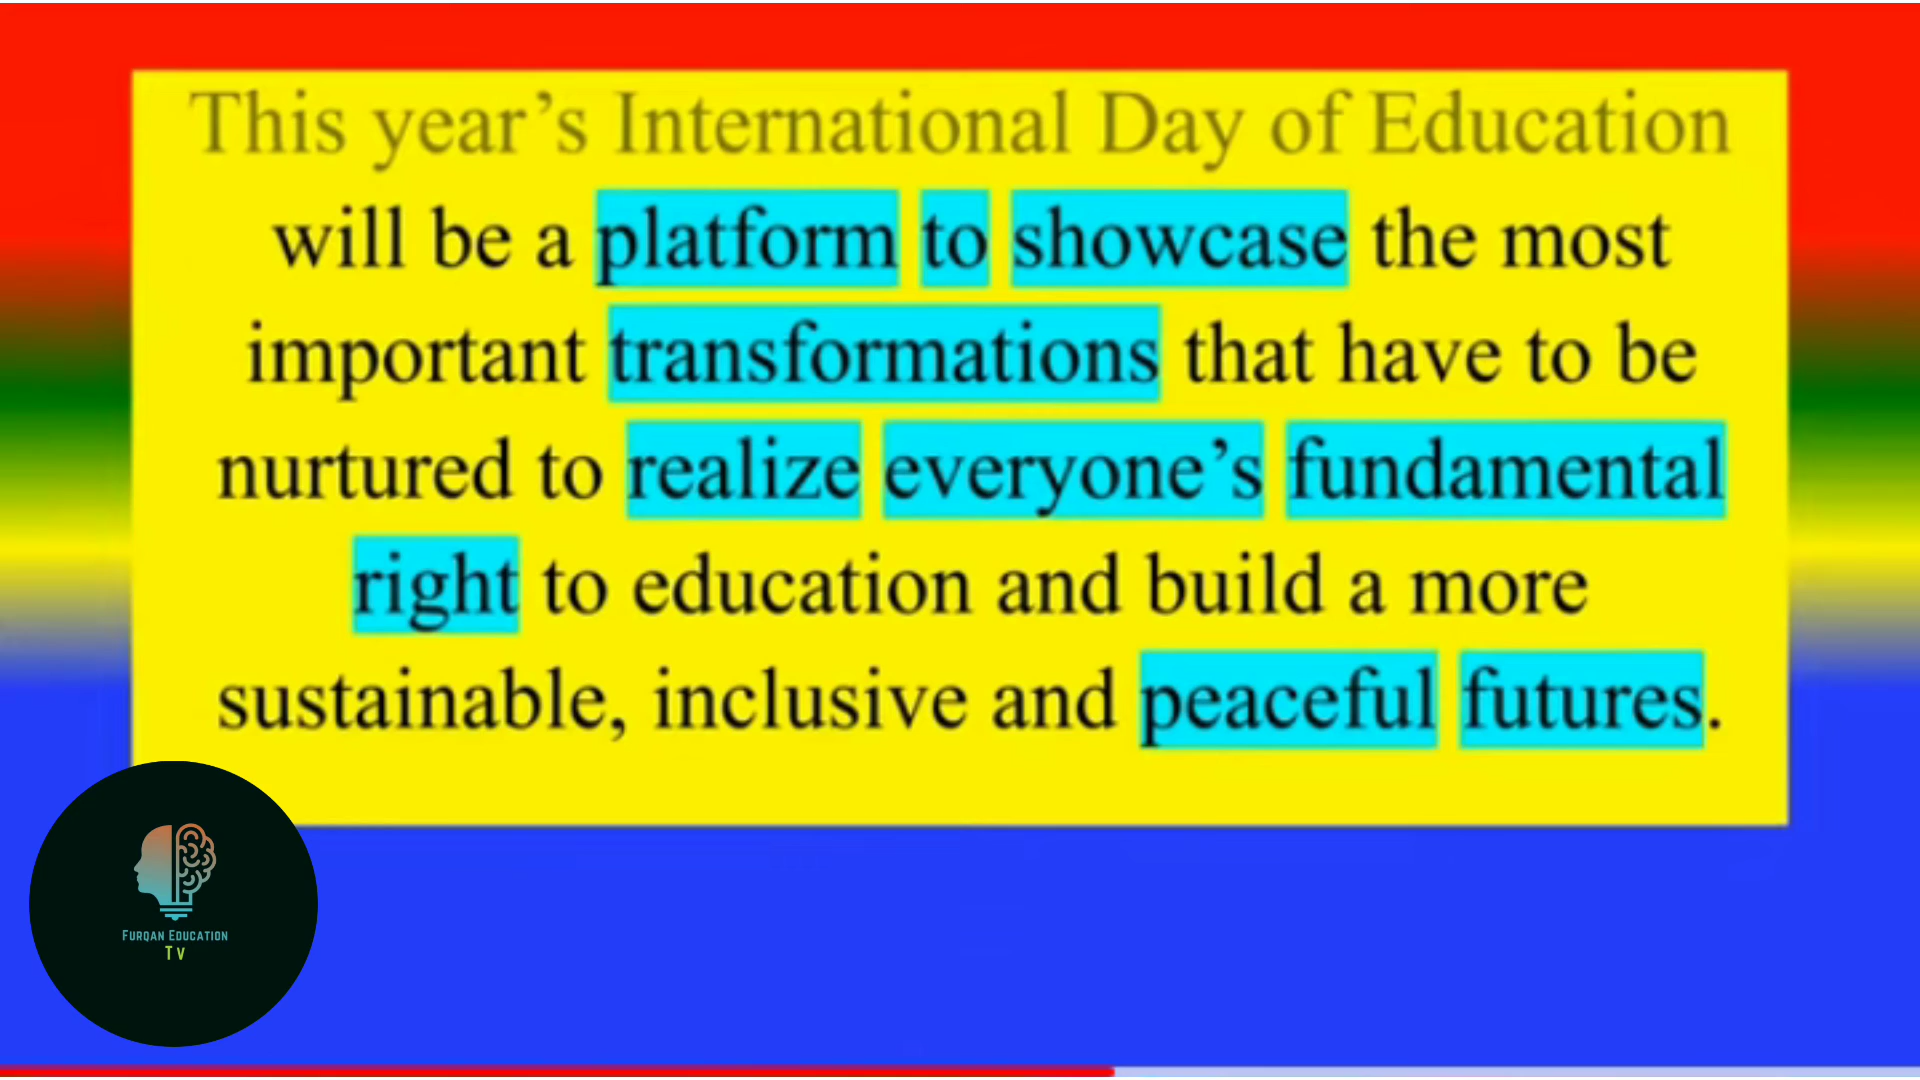 This year’s International Day of Education
will be a platform to showcase the most
important transformations that have to be
nurtured to realize everyone’s fundamental
right to education and build a more
sustainable, inclusive and peaceful futures.
FURQAN EDUCATION
TV